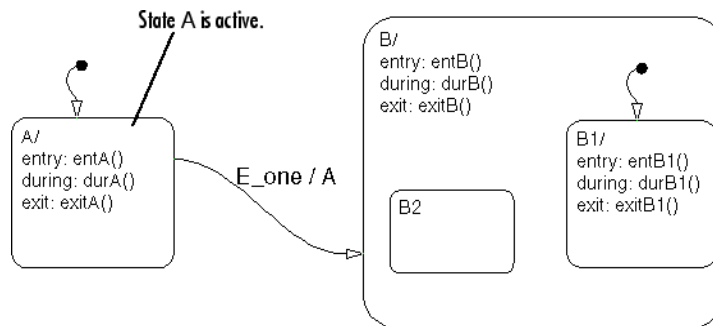 State A is active.
A/
entry: entA()
during: durA()
exit: exitA()
E_one / A
B/
entry: entB()
during: durB()
exit: exitB()
B2
B1/
entry: entB1()
during: durB1()
exit: exitB1()